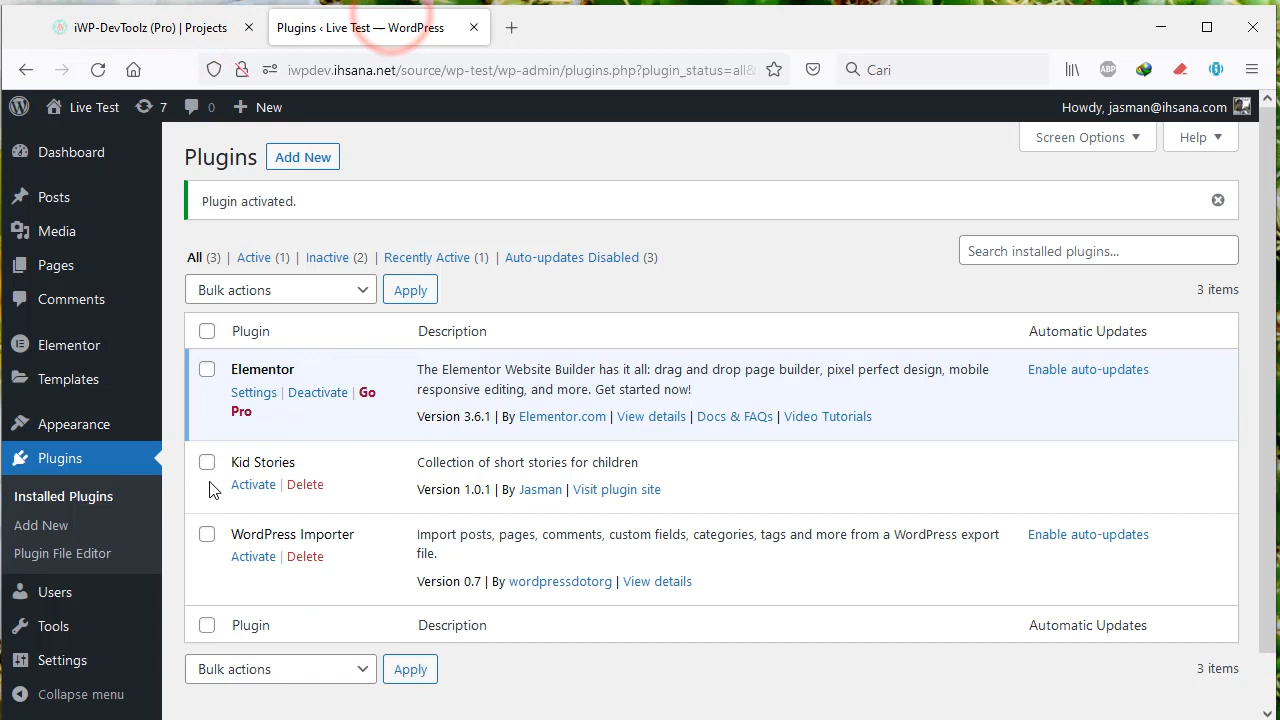 iWP-DevToolz (Pro) | Projects
Plugins ‹ Live Test — WordPress
iwpdev.ihsana.net/source/wp-test/wp-admin/plugins.php?plugin_status=all&
Cari
ABP
Live Test
7
0
New
Howdy, jasman@ihsana.com
Screen Options
Help
Dashboard
Posts
Media
Pages
Comments
Elementor
Templates
Appearance
Plugins
Installed Plugins
Add New
Plugin File Editor
Users
Tools
Settings
Collapse menu
Plugins
Add New
Plugin activated.
All (3) | Active (1) | Inactive (2) | Recently Active (1) | Auto-updates Disabled (3)
Search installed plugins...
Bulk actions
Apply
3 items
Plugin
Description
Automatic Updates
Elementor
Settings | Deactivate | Go
Pro
The Elementor Website Builder has it all: drag and drop page builder, pixel perfect design, mobile
responsive editing, and more. Get started now!
Version 3.6.1 | By Elementor.com | View details | Docs & FAQs | Video Tutorials
Enable auto-updates
Kid Stories
Activate | Delete
Collection of short stories for children
Version 1.0.1 | By Jasman | Visit plugin site
WordPress Importer
Activate | Delete
Import posts, pages, comments, custom fields, categories, tags and more from a WordPress export
file.
Version 0.7 | By wordpressdotorg | View details
Enable auto-updates
Plugin
Description
Automatic Updates
Bulk actions
Apply
3 items